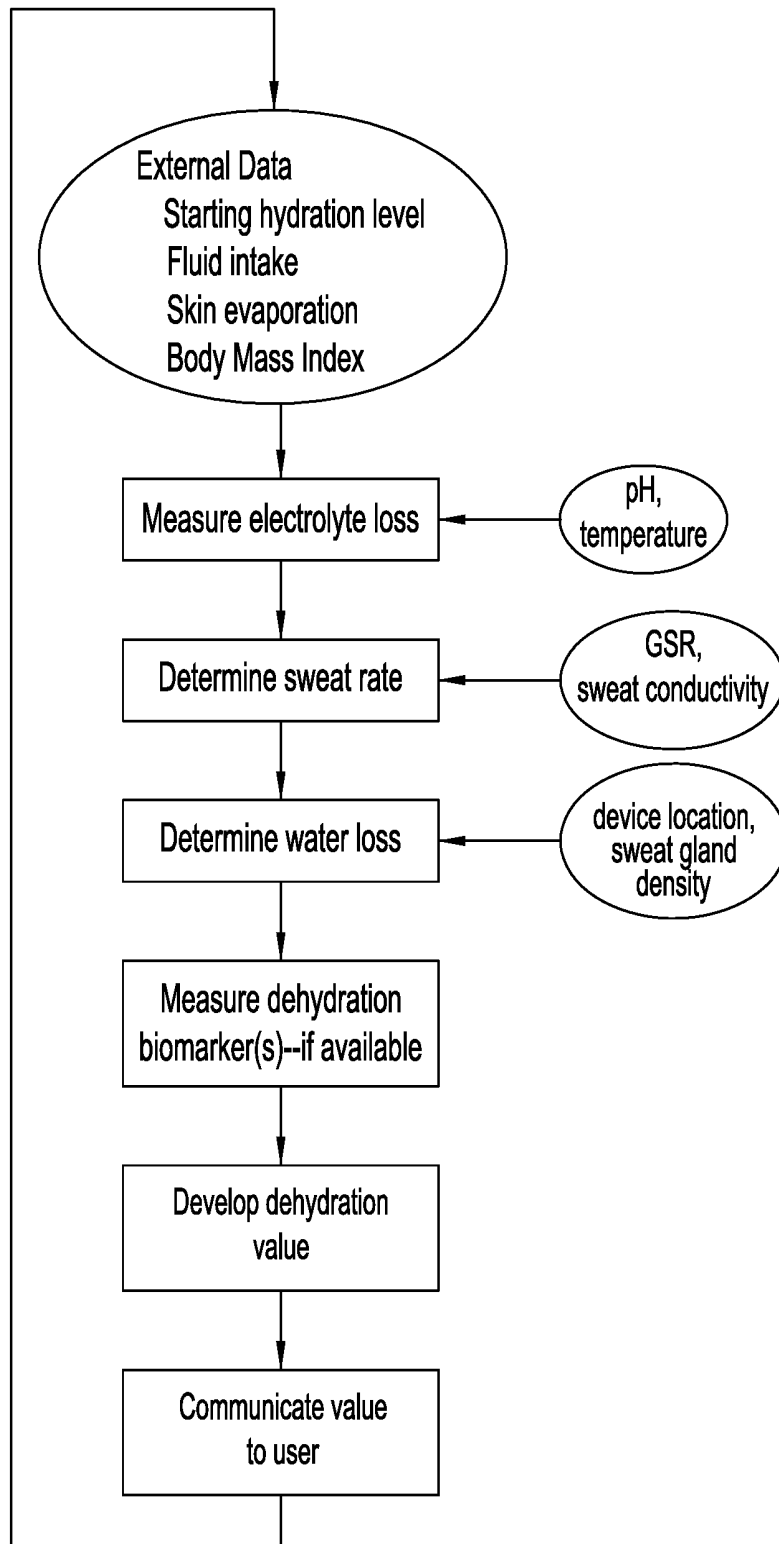 External Data
Starting hydration level
Fluid intake
Skin evaporation
Body Mass Index
Measure electrolyte loss
pH,
temperature
Determine sweat rate
GSR,
sweat conductivity
Determine water loss
device location,
sweat gland
density
Measure dehydration
biomarker(s)--if available
Develop dehydration
value
Communicate value
to user